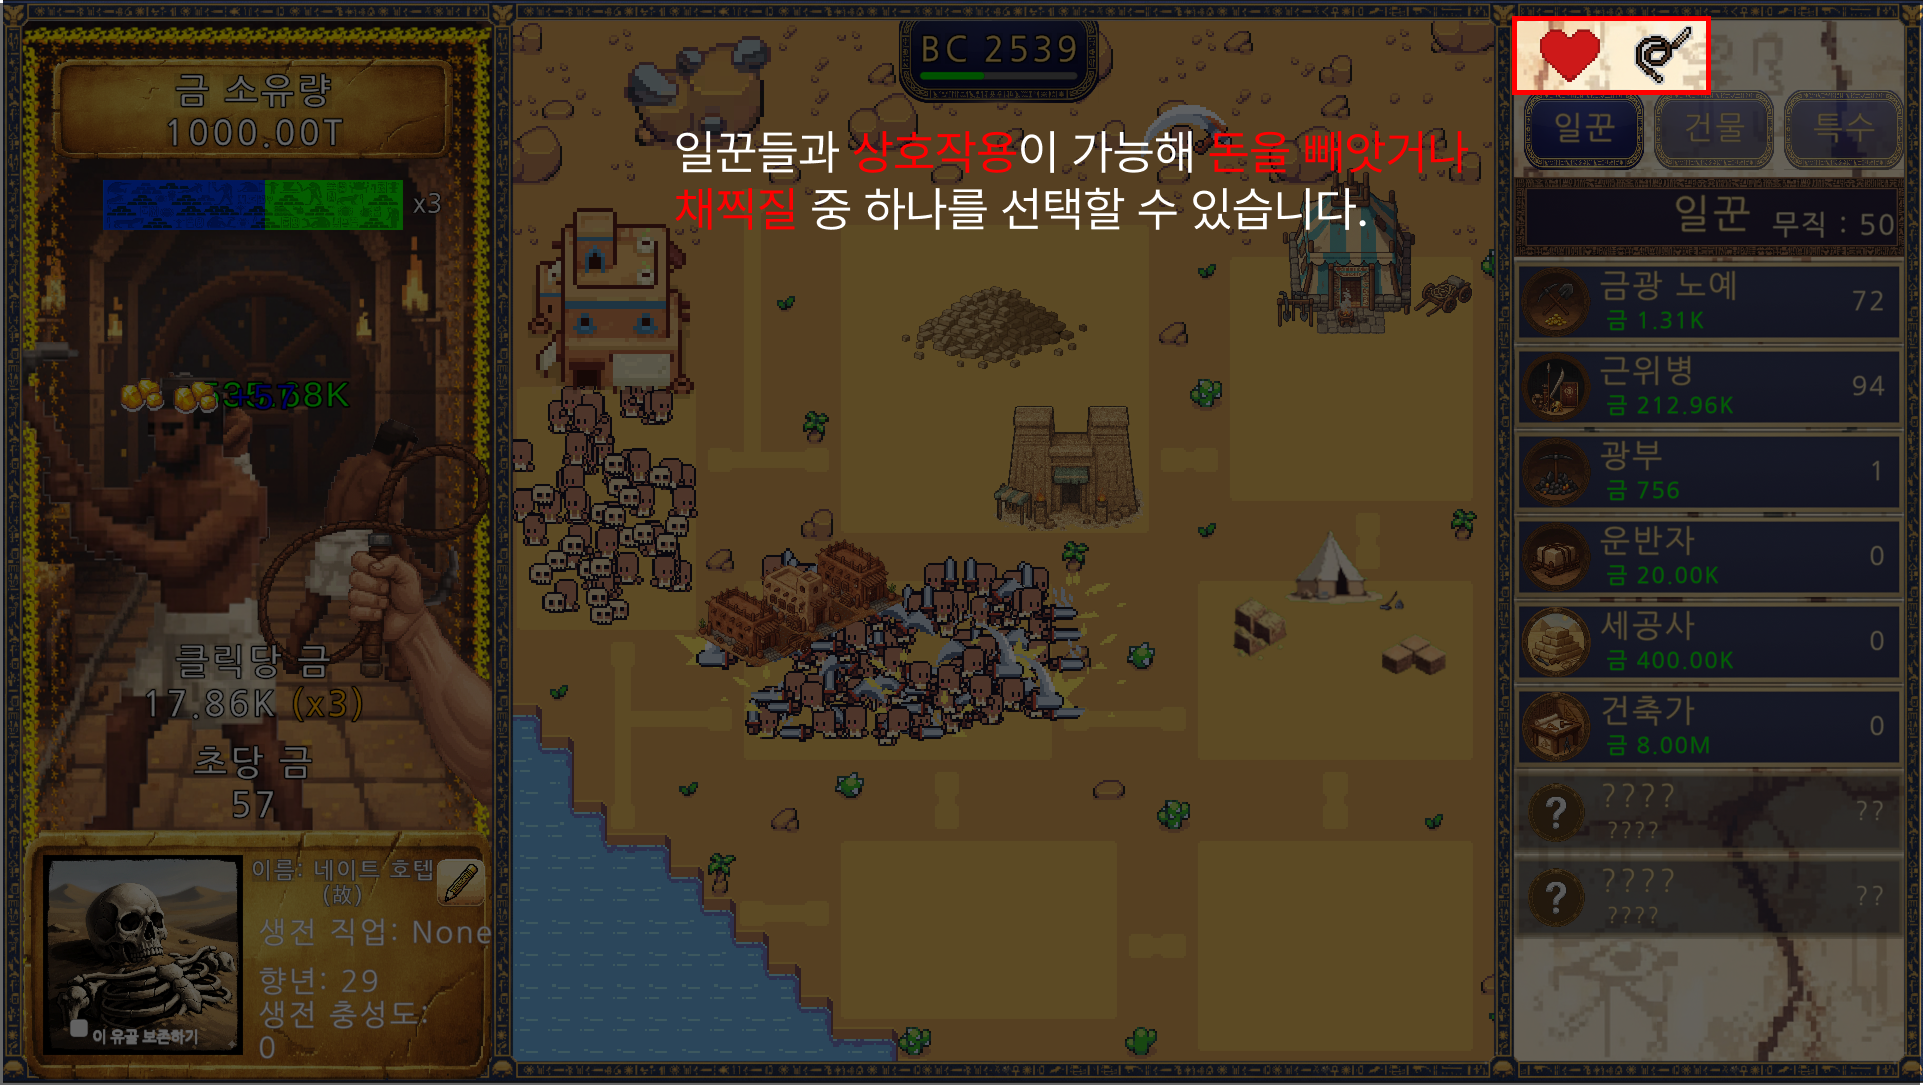 금 소유량
1000.00T
x3
BC 2539
일꾼들과 상호작용이 가능해 돈을 빼앗거나
채찍질 중 하나를 선택할 수 있습니다.
일꾼
건물
특수
일꾼 무직 : 50
금광 노예 72
금 1.31K
근위병 94
금 212.96K
광부 1
금 756
운반자 0
금 20.00K
세공사 0
금 400.00K
건축가 0
금 8.00M
? ???? ??
????
? ???? ??
????
클릭당 금
17.86K (x3)
초당 금
57
이름: 네이트 호텝
(故)
생전 직업: None
향년: 29
생전 충성도:
0
이 유골 보존하기